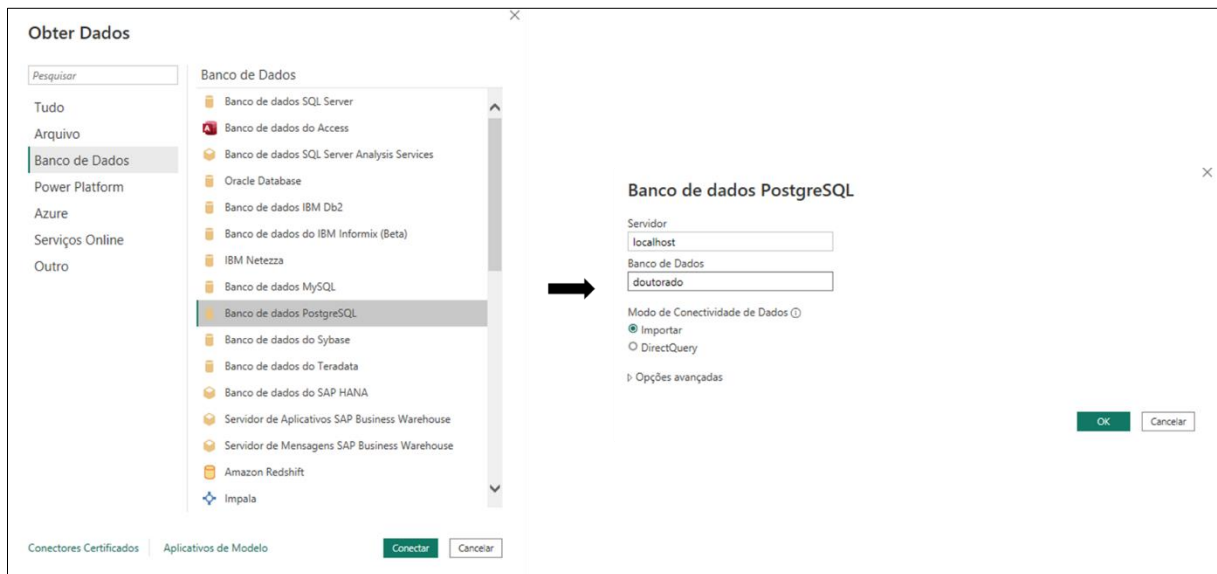 Obter Dados
Pesquisar
Tudo
Arquivo
Banco de Dados
Power Platform
Azure
Serviços Online
Outro
Banco de Dados
Banco de dados SQL Server
Banco de dados do Access
Banco de dados SQL Server Analysis Services
Oracle Database
Banco de dados IBM Db2
Banco de dados do IBM Informix (Beta)
IBM Netezza
Banco de dados MySQL
Banco de dados PostgreSQL
Banco de dados do Sybase
Banco de dados do Teradata
Banco de dados do SAP HANA
Servidor de Aplicativos SAP Business Warehouse
Servidor de Mensagens SAP Business Warehouse
Amazon Redshift
Impala
Conectores Certificados
Aplicativos de Modelo
Conectar
Cancelar
Banco de dados PostgreSQL
Servidor
localhost
Banco de Dados
doutorado
Modo de Conectividade de Dados
Importar
DirectQuery
Opções avançadas
OK
Cancelar